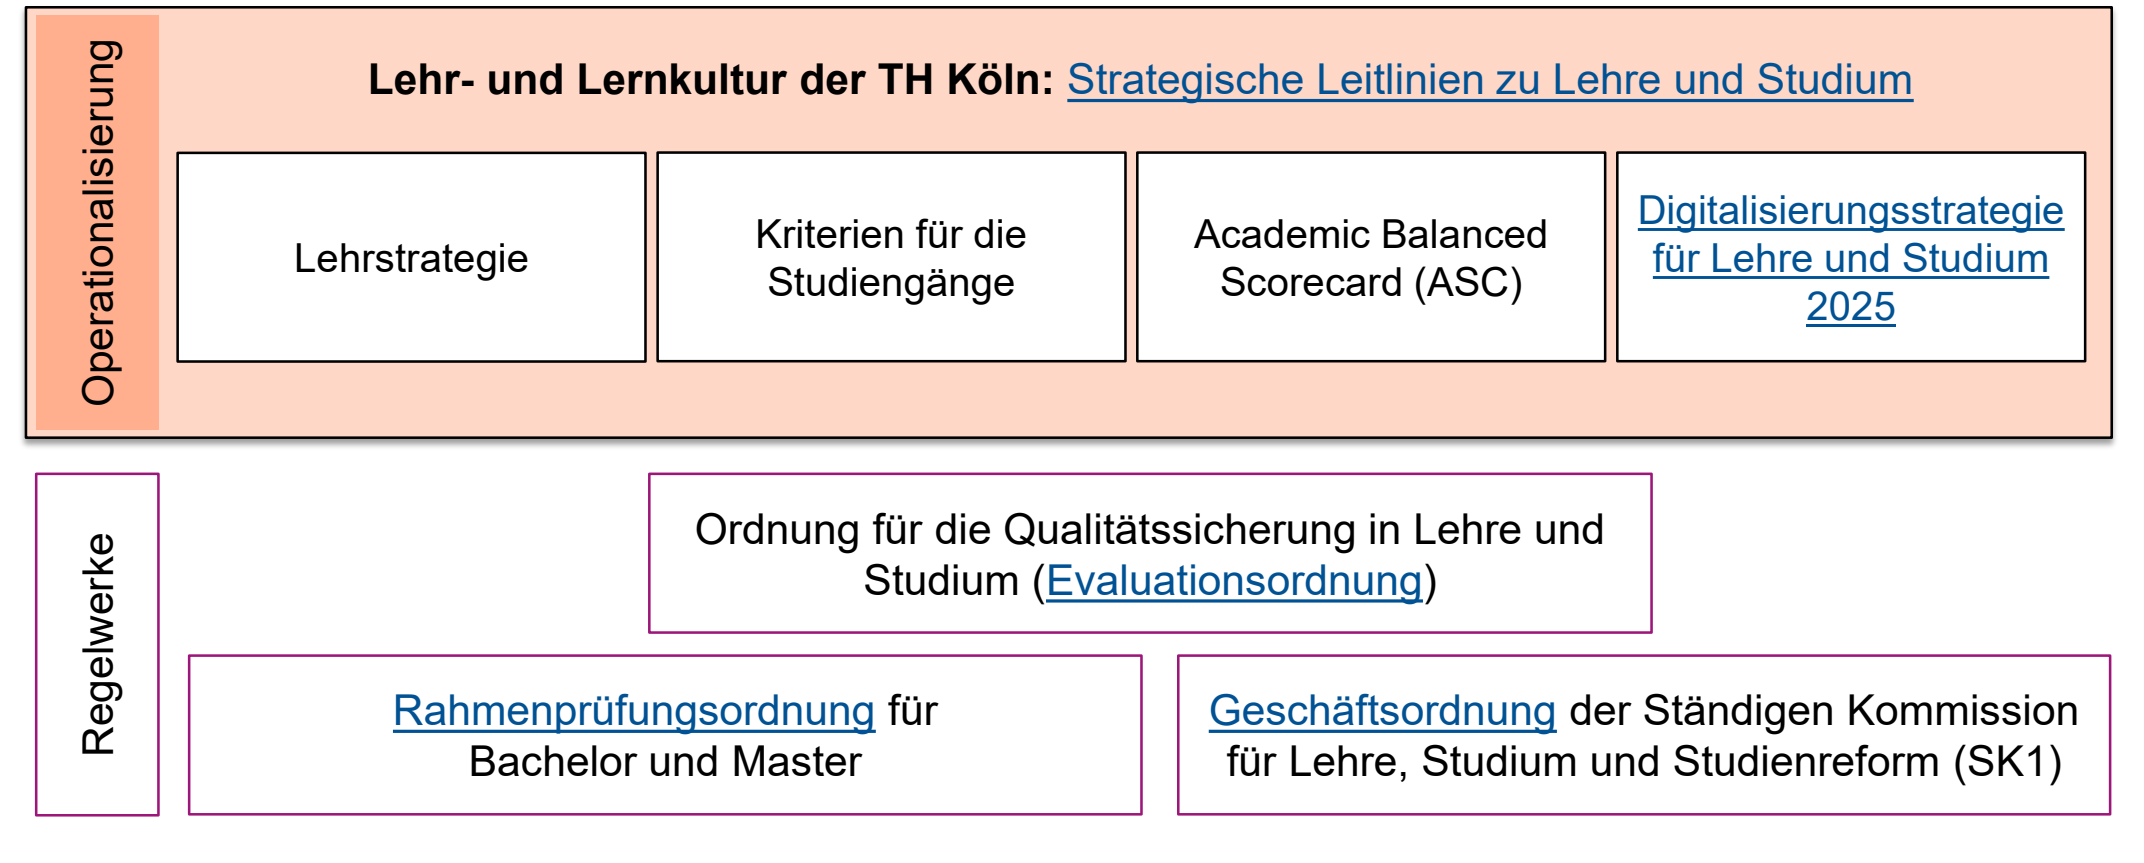 Operationalisierung
Lehr- und Lernkultur der TH Köln: Strategische Leitlinien zu Lehre und Studium
Lehrstrategie
Kriterien für die
Studiengänge
Academic Balanced
Scorecard (ASC)
Digitalisierungsstrategie
für Lehre und Studium
2025
Regelwerke
Ordnung für die Qualitätssicherung in Lehre und
Studium (Evaluationsordnung)
Rahmenprüfungsordnung für
Bachelor und Master
Geschäftsordnung der Ständigen Kommission
für Lehre, Studium und Studienreform (SK1)